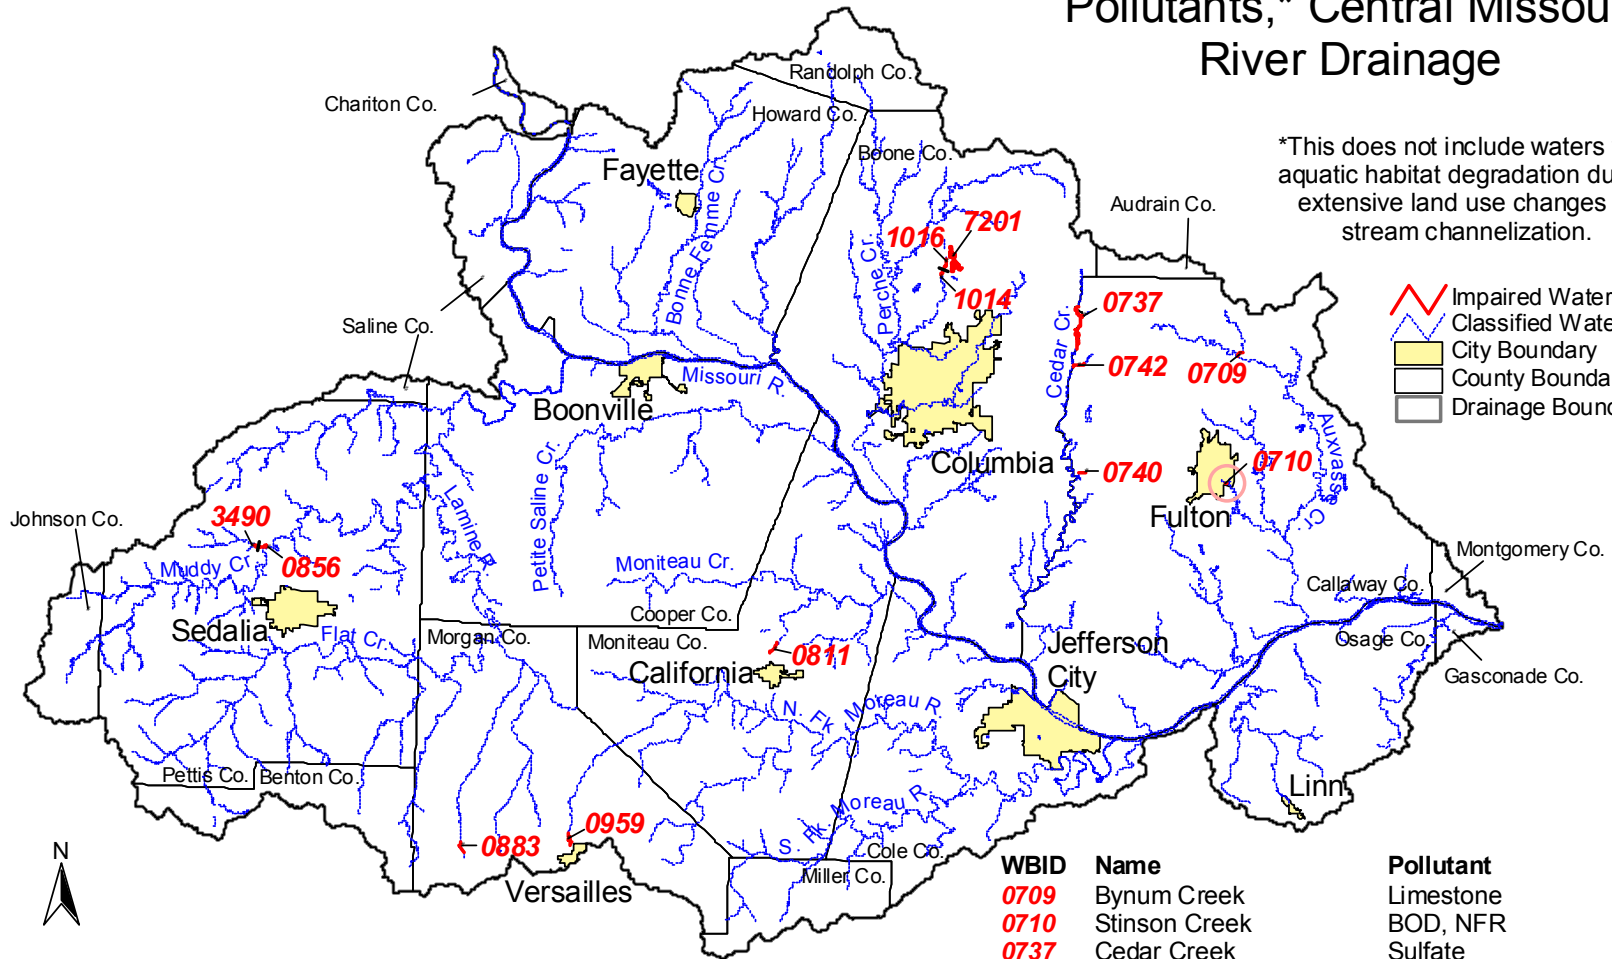 Pollutants,* Central Missou
River Drainage
*This does not include waters
aquatic habitat degradation du
extensive land use changes
stream channelization.
Impaired Water
Classified Wate
City Boundary
County Bounda
Drainage Bound
Chariton Co.
Randolph Co.
Howard Co.
Boone Co.
Audrain Co.
Fayette
Bonne Femme Cr.
Perche Cr.
1016
7201
1014
Saline Co.
Cedar Cr.
0737
0742
0709
Missouri R.
Boonville
Columbia
Auxvasse Cr.
0740
0710
Fulton
Petite Saline Cr.
Lamine R.
Johnson Co.
3490
0856
Muddy Cr.
Sedalia
Flat Cr.
Moniteau Cr.
Cooper Co.
Morgan Co.
Moniteau Co.
California
0811
Montgomery Co.
Callaway Co.
Osage Co.
Gasconade Co.
Jefferson
City
N. Fk. Moreau R.
S. Fk. Moreau R.
Pettis Co.
Benton Co.
Linn
0883
0959
Versailles
Cole Co.
Miller Co.
N
WBID Name Pollutant
0709 Bynum Creek Limestone
0710 Stinson Creek BOD, NFR
0737 Cedar Creek Sulfate